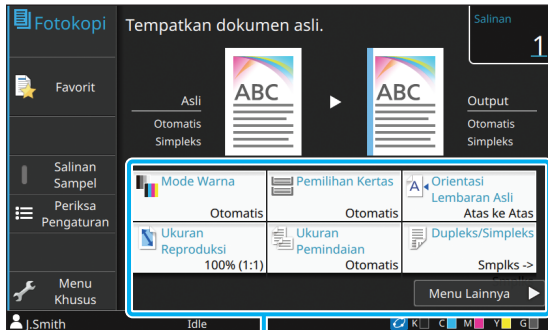 Fotokopi
Tempatkan dokumen asli.
Salinan
1
Favorit
Asli
Otomatis
Simpleks
ABC
ABC
Output
Otomatis
Simpleks
Salinan
Sampel
Periksa
Pengaturan
Menu
Khusus
Mode Warna
Otomatis
Pemilihan Kertas
Otomatis
A
Orientasi
Lembaran Asli
Atas ke Atas
Ukuran
Reproduksi
100% (1:1)
Ukuran
Pemindaian
Otomatis
Dupleks/Simpleks
Smplks ->
Menu Lainnya
J.Smith
Idle
K C M Y G